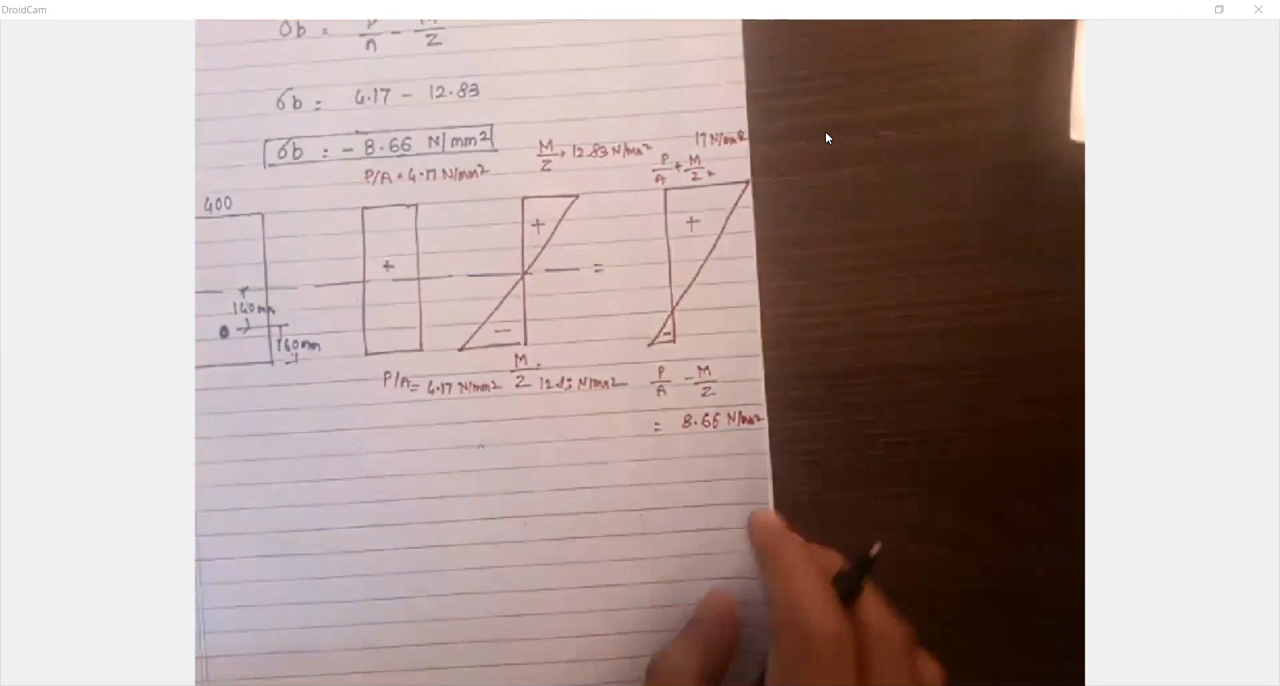 DroidCam
σb = P/A - M/Z
σb = 4.17 - 12.83
σb = - 8.66 N/mm²
P/A = 4.17 N/mm²
M/Z = 12.83 N/mm²
17 N/mm²
P/A + M/Z =
400
+
+
+
=
140mm
160mm
-
-
P/A = 4.17 N/mm²
M/Z = 12.83 N/mm²
P/A - M/Z
= 8.66 N/mm²